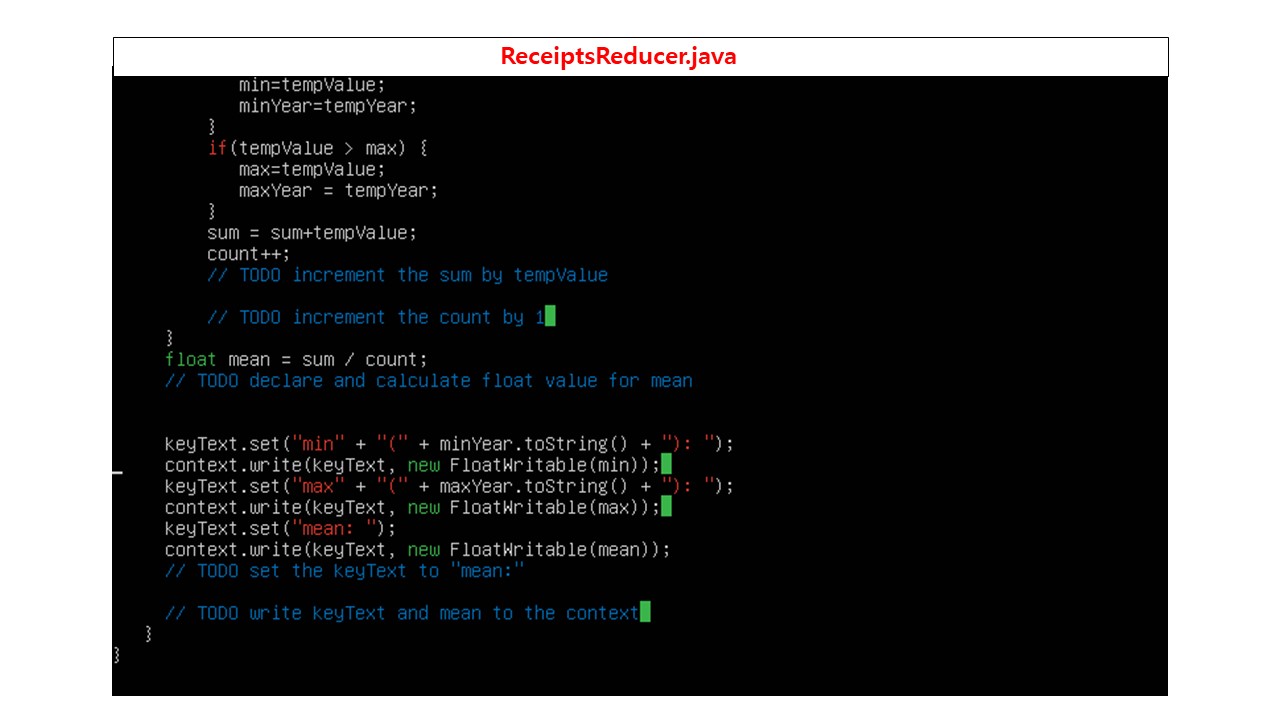 ReceiptsReducer.java
min=tempValue;
minYear=tempYear;
}
if(tempValue > max) {
max=tempValue;
maxYear = tempYear;
}
sum = sum+tempValue;
count++;
// TODO increment the sum by tempValue
// TODO increment the count by 1
}
float mean = sum / count;
// TODO declare and calculate float value for mean
keyText.set("min" + "(" + minYear.toString() + "): ");
context.write(keyText, new FloatWritable(min));
keyText.set("max" + "(" + maxYear.toString() + "): ");
context.write(keyText, new FloatWritable(max));
keyText.set("mean: ");
context.write(keyText, new FloatWritable(mean));
// TODO set the keyText to "mean:"
// TODO write keyText and mean to the context
}
}